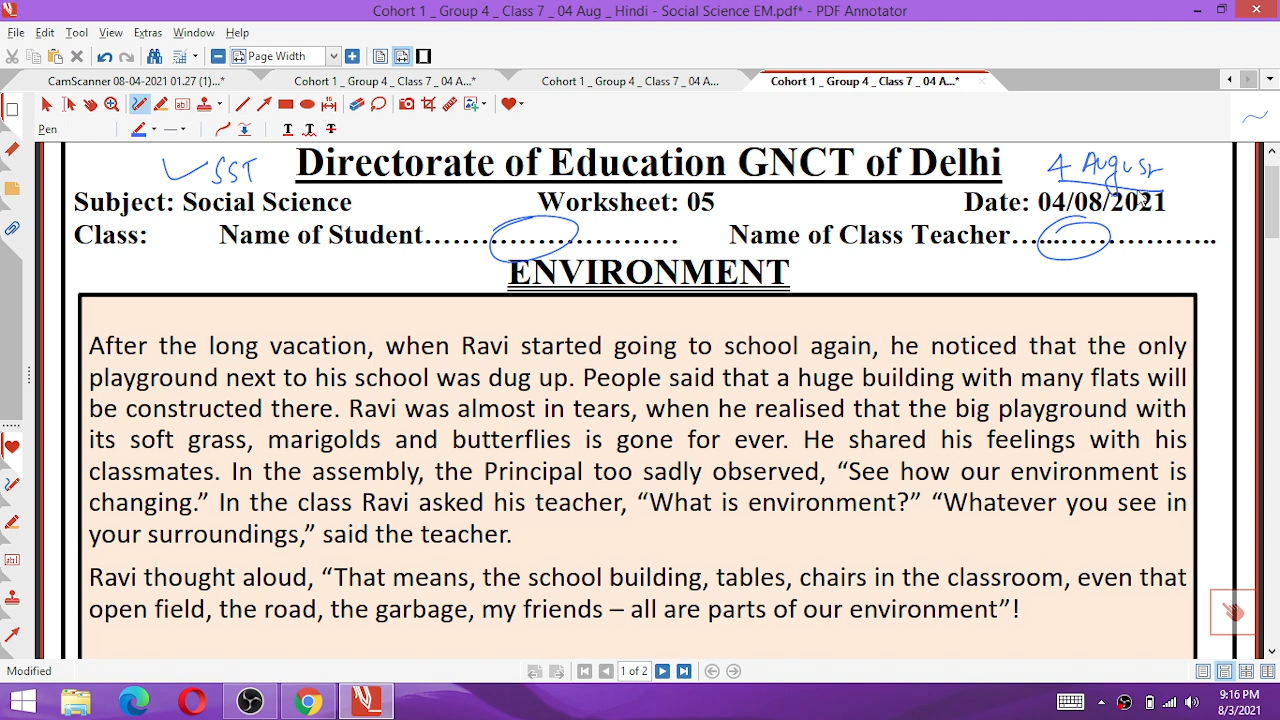 Cohort 1 _ Group 4 _ Class 7 _ 04 Aug _ Hindi - Social Science EM.pdf* - PDF Annotator
File Edit Tool View Extras Window Help
Page Width
CamScanner 08-04-2021 01.27 (1)...* Cohort 1 _ Group 4 _ Class 7 _ 04 A...* Cohort 1 _ Group 4 _ Class 7 _ 04 A... Cohort 1 _ Group 4 _ Class 7 _ 04 A...*
Pen
SST Directorate of Education GNCT of Delhi 4 August
Subject: Social Science Worksheet: 05 Date: 04/08/2021
Class: Name of Student............................ Name of Class Teacher......................
ENVIRONMENT
After the long vacation, when Ravi started going to school again, he noticed that the only
playground next to his school was dug up. People said that a huge building with many flats will
be constructed there. Ravi was almost in tears, when he realised that the big playground with
its soft grass, marigolds and butterflies is gone for ever. He shared his feelings with his
classmates. In the assembly, the Principal too sadly observed, “See how our environment is
changing.” In the class Ravi asked his teacher, “What is environment?” “Whatever you see in
your surroundings,” said the teacher.
Ravi thought aloud, “That means, the school building, tables, chairs in the classroom, even that
open field, the road, the garbage, my friends – all are parts of our environment”!
Modified 1 of 2
9:16 PM
8/3/2021